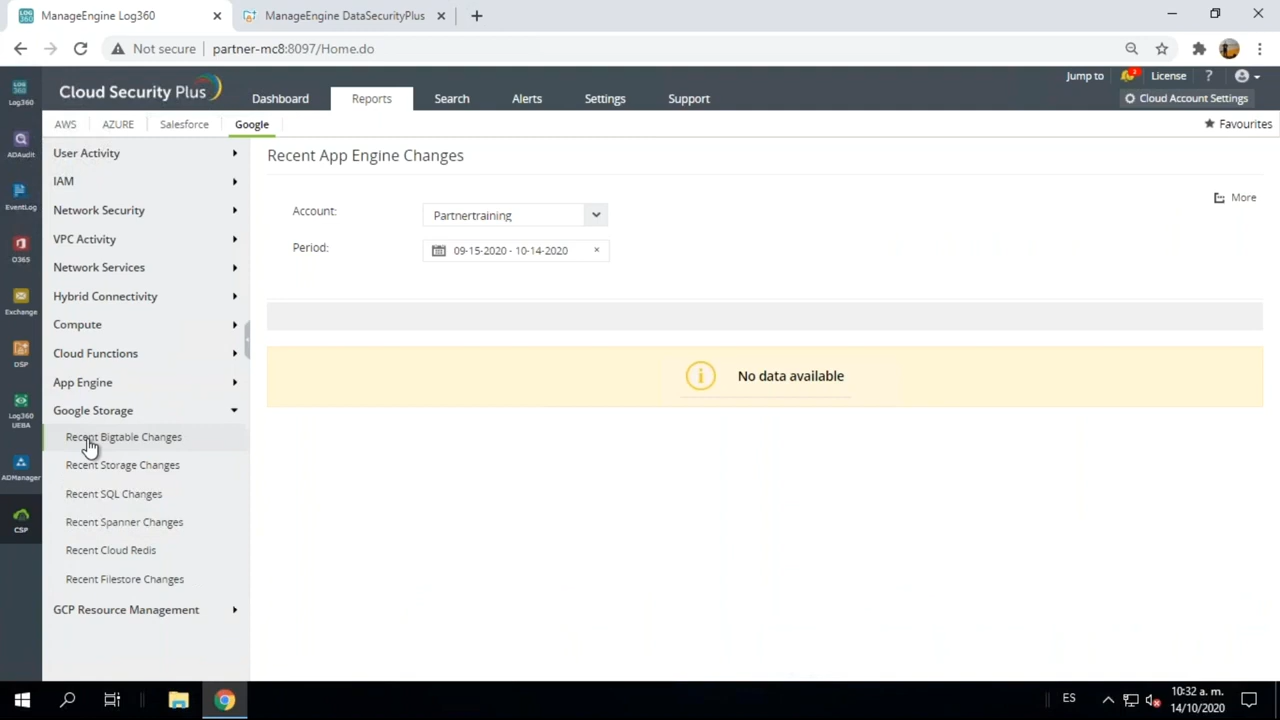 ManageEngine Log360
ManageEngine DataSecurityPlus
Not secure
partner-mc8:8097/Home.do
LOG 360
Log360
ADAudit
EventLog
O365
Exchange
DSP
Log360 UEBA
ADManager
CSP
Cloud Security Plus
Dashboard
Reports
Search
Alerts
Settings
Support
Jump to
2
License
?
Cloud Account Settings
AWS
AZURE
Salesforce
Google
Favourites
User Activity
IAM
Network Security
VPC Activity
Network Services
Hybrid Connectivity
Compute
Cloud Functions
App Engine
Google Storage
Recent Bigtable Changes
Recent Storage Changes
Recent SQL Changes
Recent Spanner Changes
Recent Cloud Redis
Recent Filestore Changes
GCP Resource Management
Recent App Engine Changes
More
Account:
Partnertraining
Period:
09-15-2020 - 10-14-2020
No data available
ES
10:32 a. m.
14/10/2020